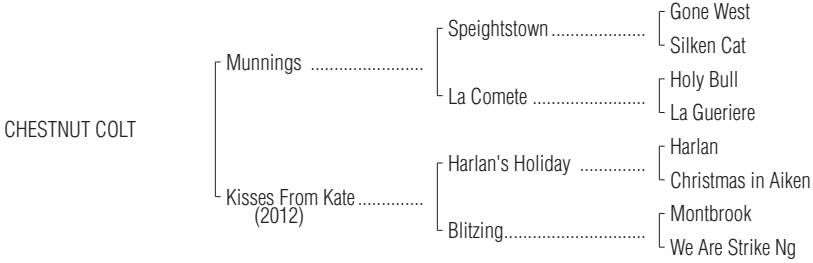 Gone West
Speightstown
Silken Cat
Munnings
Holy Bull
La Comete
La Gueriere
CHESTNUT COLT
Harlan
Harlan's Holiday
Christmas in Aiken
Kisses From Kate
(2012)
Montbrook
Blitzing
We Are Strike Ng